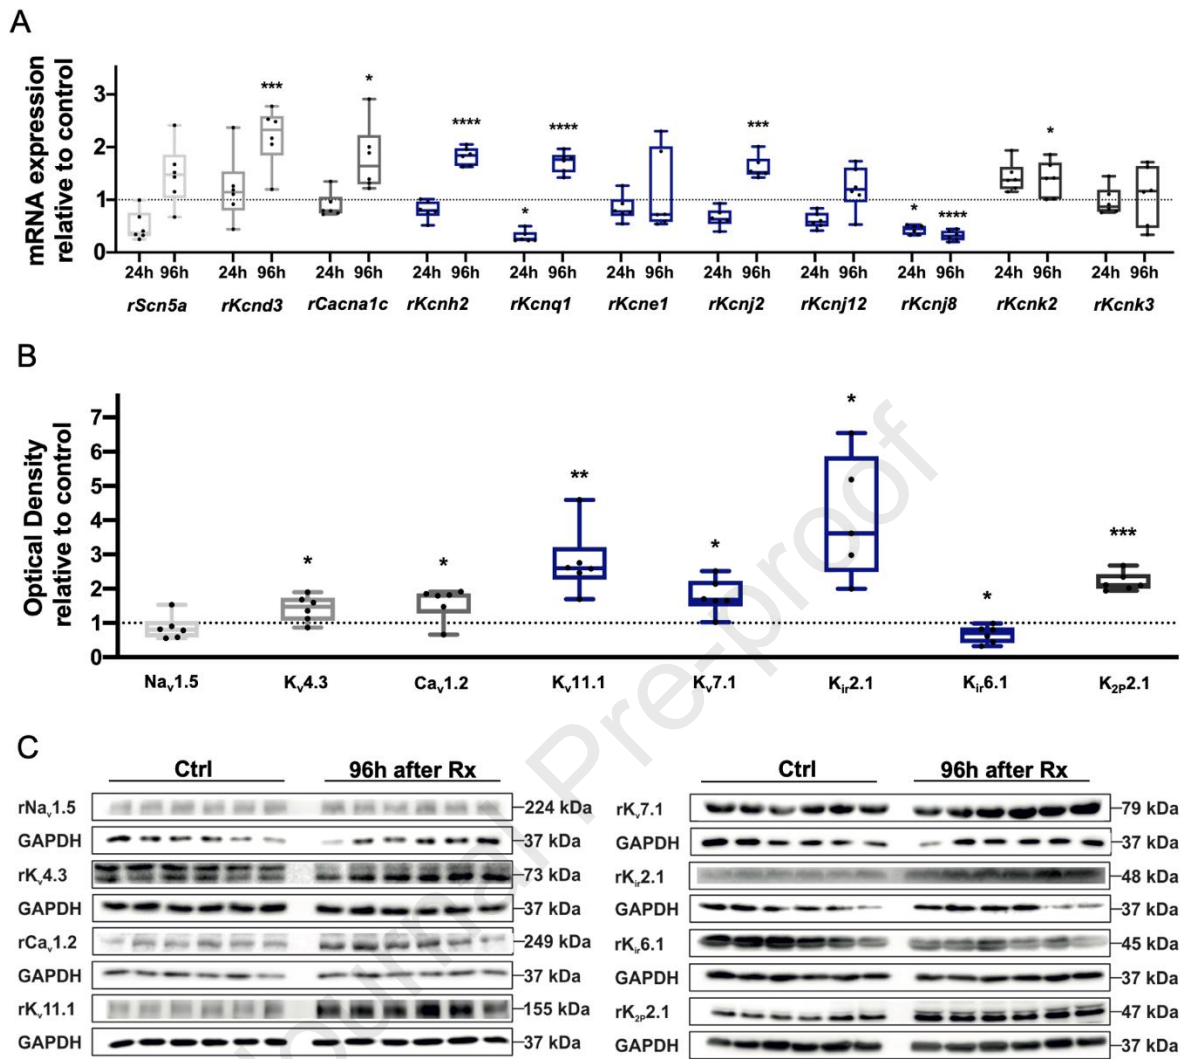 A
mRNA expression
relative to control
3
2
1
0
***
*
****
*
****
***
*
****
*
24h 96h 24h 96h 24h 96h 24h 96h 24h 96h 24h 96h 24h 96h 24h 96h 24h 96h 24h 96h 24h 96h
rScn5a rKcnd3 rCacna1c rKcnh2 rKcnq1 rKcne1 rKcnj2 rKcnj12 rKcnj8 rKcnk2 rKcnk3
B
Optical Density
relative to control
7
6
5
4
3
2
1
0
*
*
**
*
*
*
***
Nav1.5 Kv4.3 Cav1.2 Kv11.1 Kv7.1 Kir2.1 Kir6.1 K2P2.1
C
Ctrl 96h after Rx
rNav1.5 224 kDa
GAPDH 37 kDa
rKv4.3 73 kDa
GAPDH 37 kDa
rCav1.2 249 kDa
GAPDH 37 kDa
rKv11.1 155 kDa
GAPDH 37 kDa
Ctrl 96h after Rx
rKv7.1 79 kDa
GAPDH 37 kDa
rKir2.1 48 kDa
GAPDH 37 kDa
rKir6.1 45 kDa
GAPDH 37 kDa
rK2P2.1 47 kDa
GAPDH 37 kDa
Journal Pre-proof